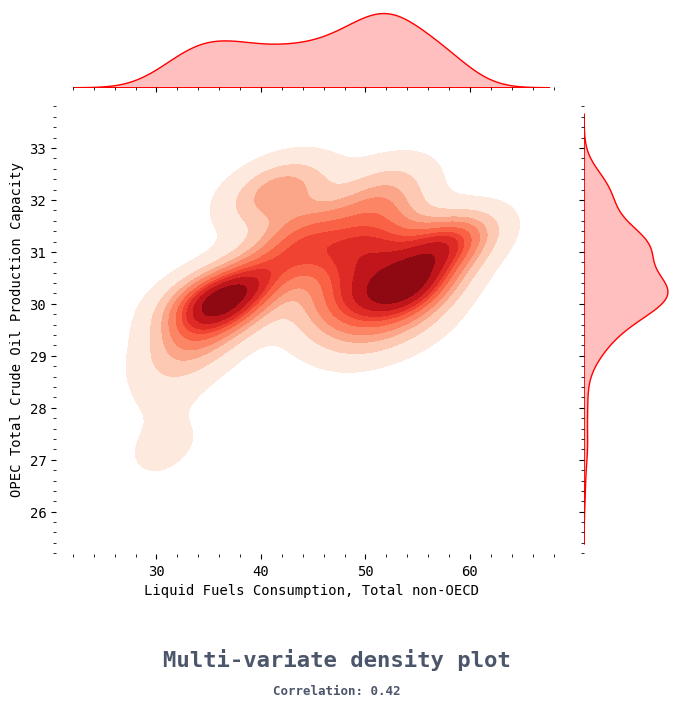 OPEC Total Crude Oil Production Capacity
33
32
31
30
29
28
27
26
30 40 50 60
Liquid Fuels Consumption, Total non-OECD
Multi-variate density plot
Correlation: 0.42